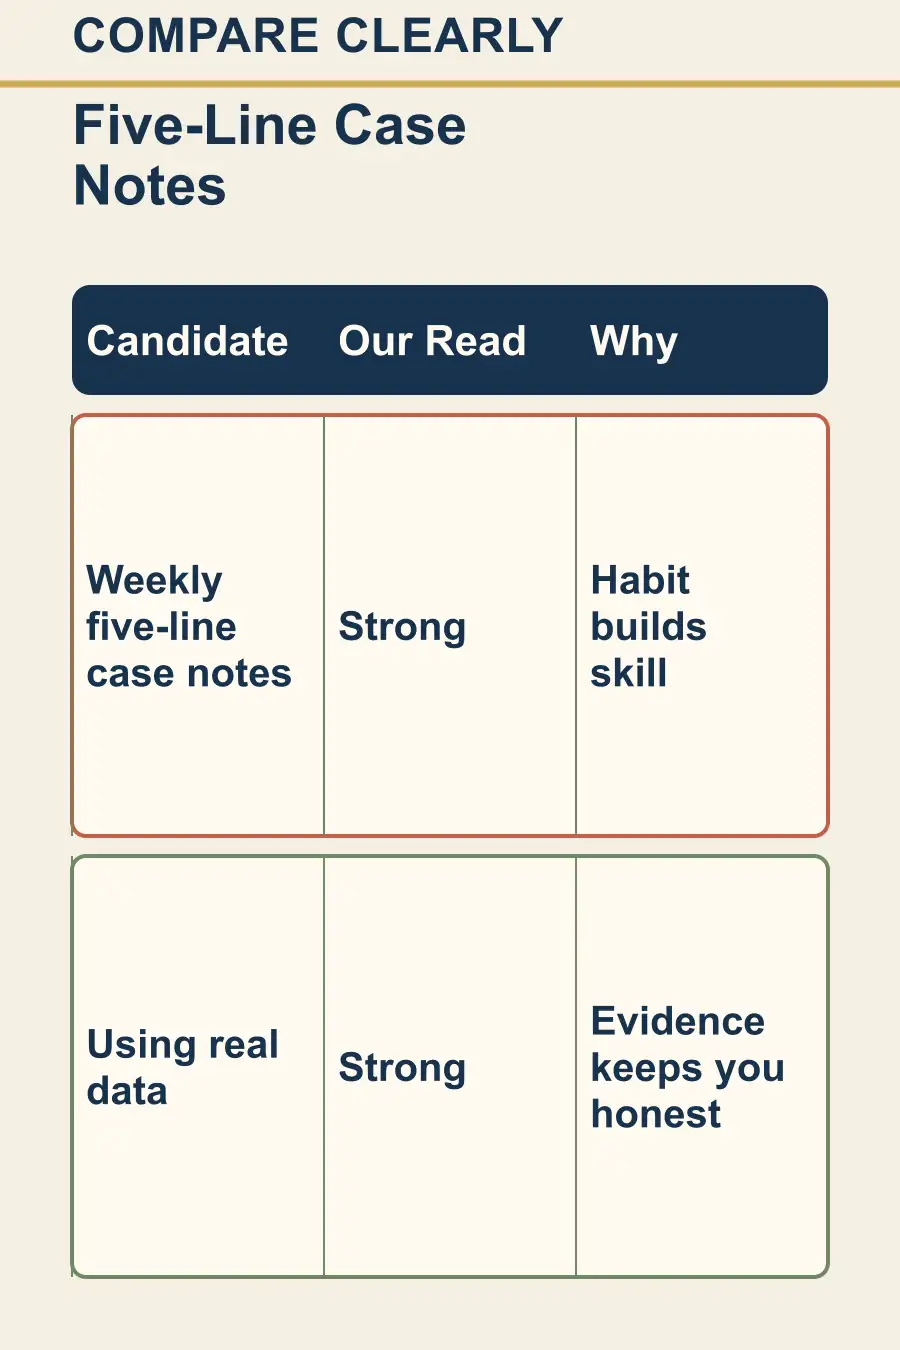 COMPARE CLEARLY
Five-Line Case
Notes
Candidate Our Read Why
Weekly
five-line
case notes
Strong
Habit
builds
skill
Using real
data
Strong
Evidence
keeps you
honest